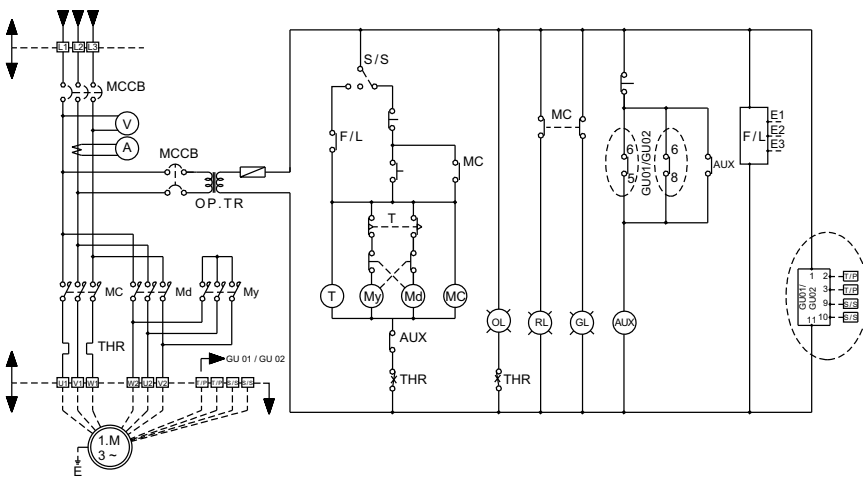 L1 L2 L3
MCCB
V
A
MCCB
OP.TR
MC Md My
THR
GU 01 / GU 02
U1 V1 W1 W2 U2 V2 T/P T/P S/S S/S
1.M
3 ~
E
S/S
F/L
MC
T
T My Md MC
AUX
THR
OL
THR
MC
RL GL
GU01/GU02
6 6
5 8
AUX
AUX
F/L
E1
E2
E3
GU01/
GU02
1 2 T/P
3 T/P
9 S/S
11 10 S/S